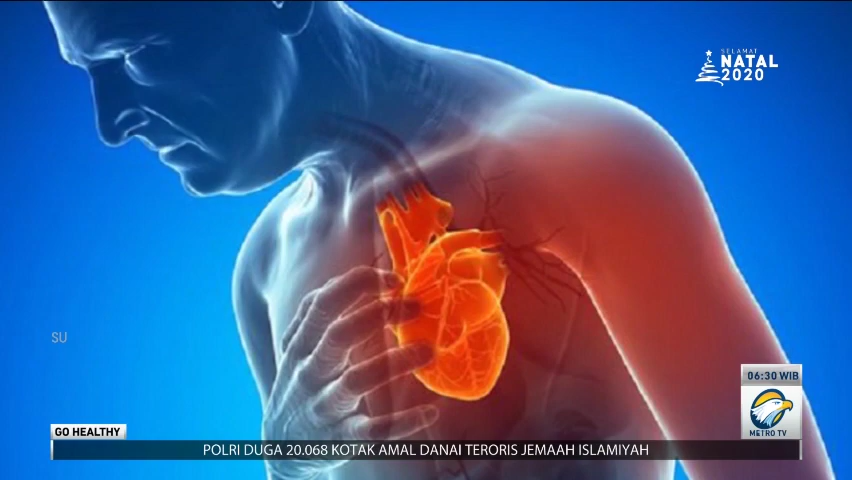 SELAMAT
NATAL
2020
SU
06:30 WIB
METRO TV
GO HEALTHY
POLRI DUGA 20.068 KOTAK AMAL DANAI TERORIS JEMAAH ISLAMIYAH